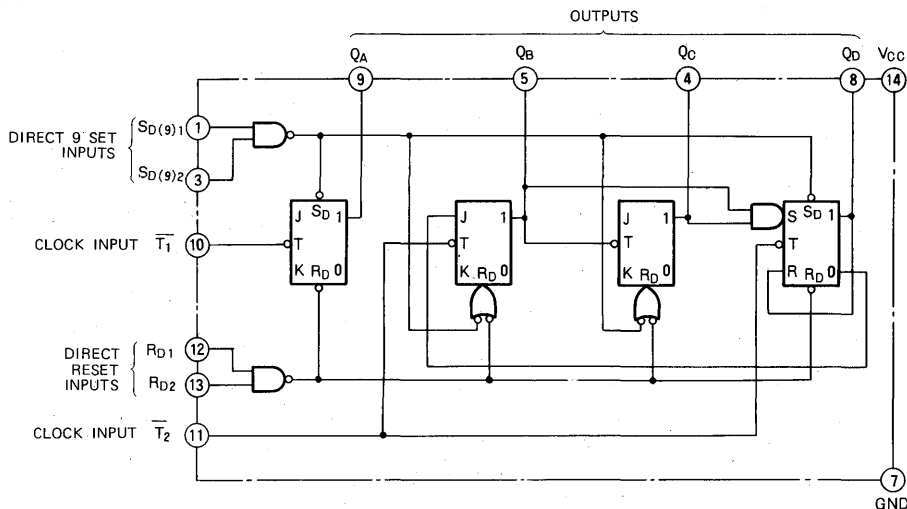 OUTPUTS
QA QB QC QD VCC
9 5 4 8 14
DIRECT 9 SET
INPUTS
SD(9)1 1
SD(9)2 3
CLOCK INPUT T̅1̅ 10
J SD 1
T
K RD 0
J 1
T
K RD 0
J 1
T
K RD 0
S SD 1
T
R RD 0
DIRECT
RESET
INPUTS
RD1 12
RD2 13
CLOCK INPUT T̅2̅ 11
7
GND